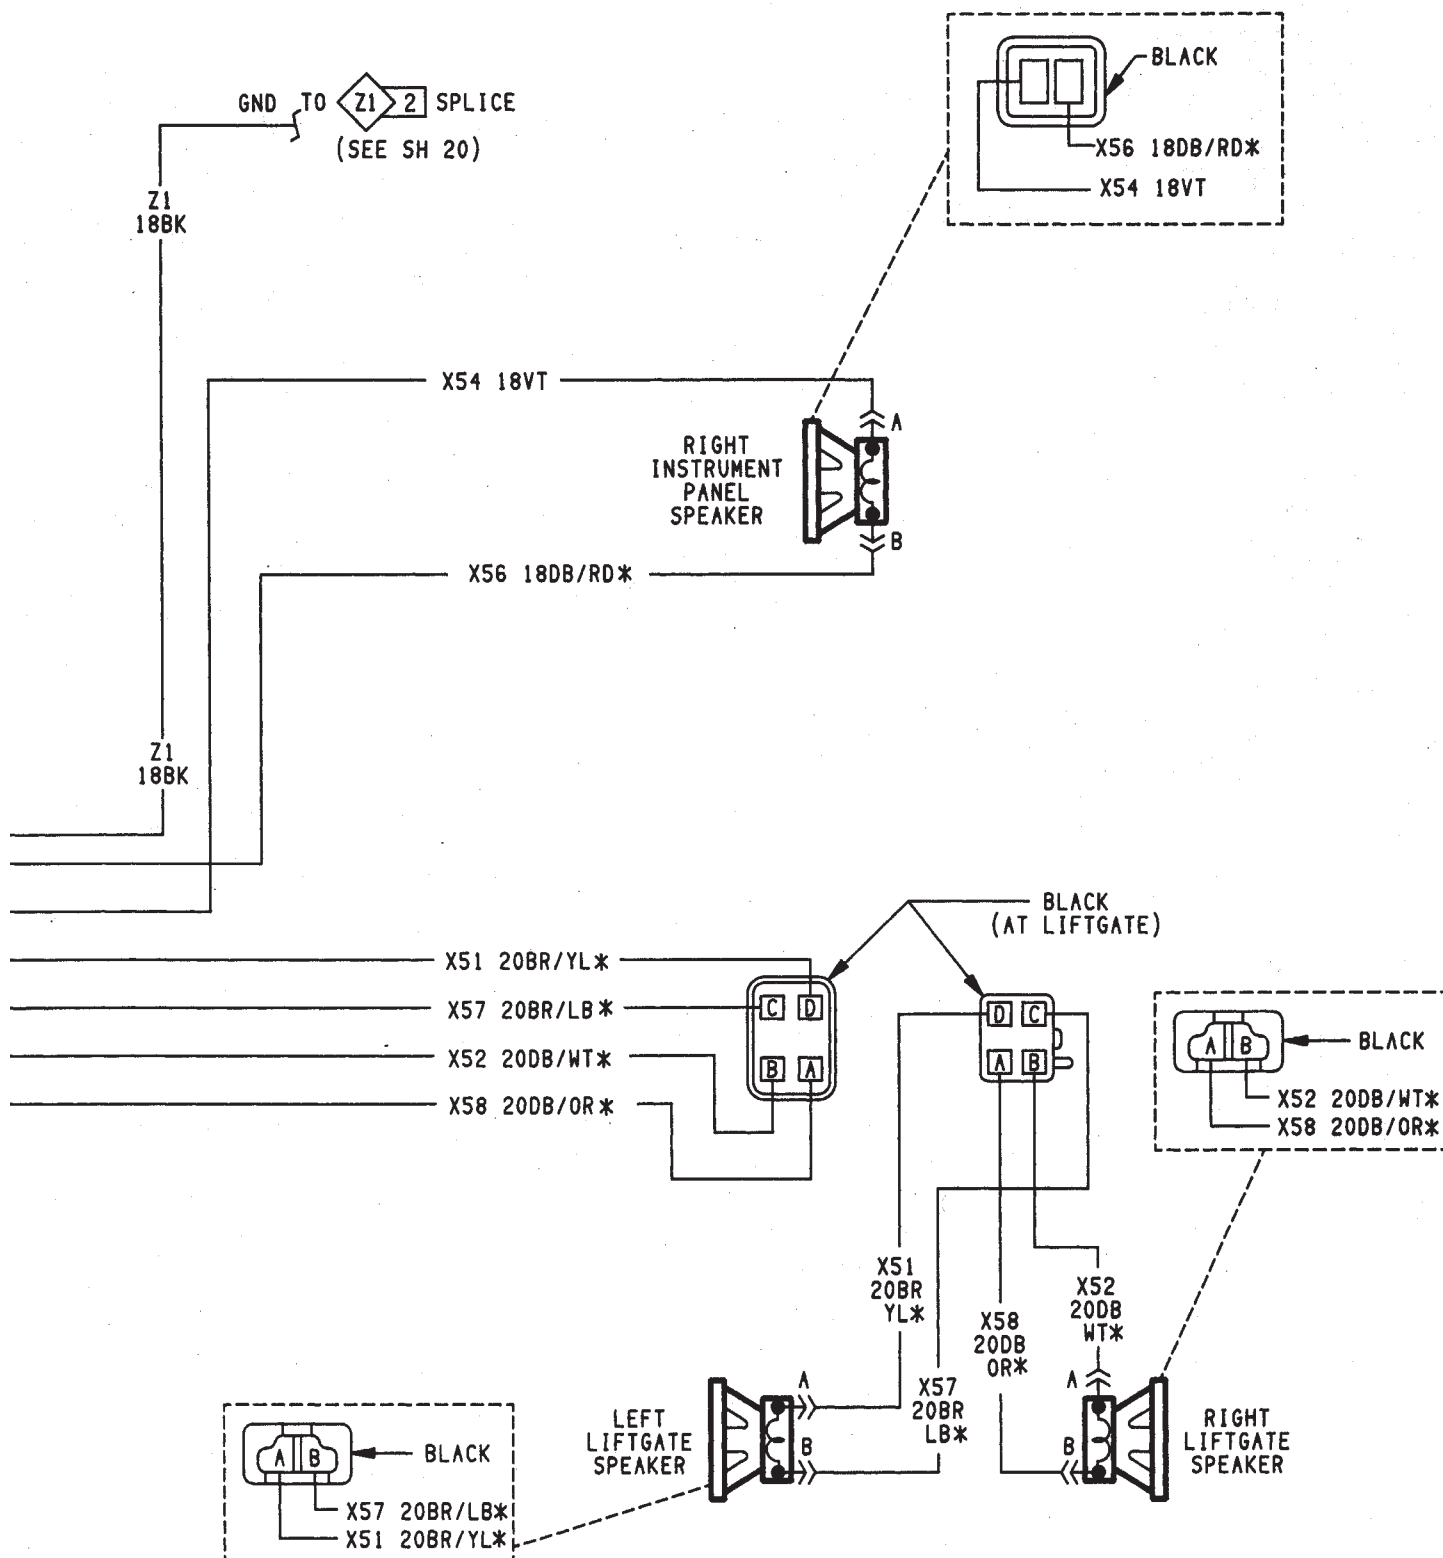 GND TO Z1 2 SPLICE
(SEE SH 20)
BLACK
X56 18DB/RD*
X54 18VT
Z1
18BK
X54 18VT
A
RIGHT
INSTRUMENT
PANEL
SPEAKER
B
X56 18DB/RD*
Z1
18BK
BLACK
(AT LIFTGATE)
X51 20BR/YL*
X57 20BR/LB*
C D
D C
X52 20DB/WT*
B A
A B
X58 20DB/OR*
A B
BLACK
X52 20DB/WT*
X58 20DB/OR*
X51
20BR
YL*
X58
20DB
OR*
X52
20DB
WT*
X57
20BR
LB*
A
B
LEFT
LIFTGATE
SPEAKER
A
B
RIGHT
LIFTGATE
SPEAKER
A B
BLACK
X57 20BR/LB*
X51 20BR/YL*